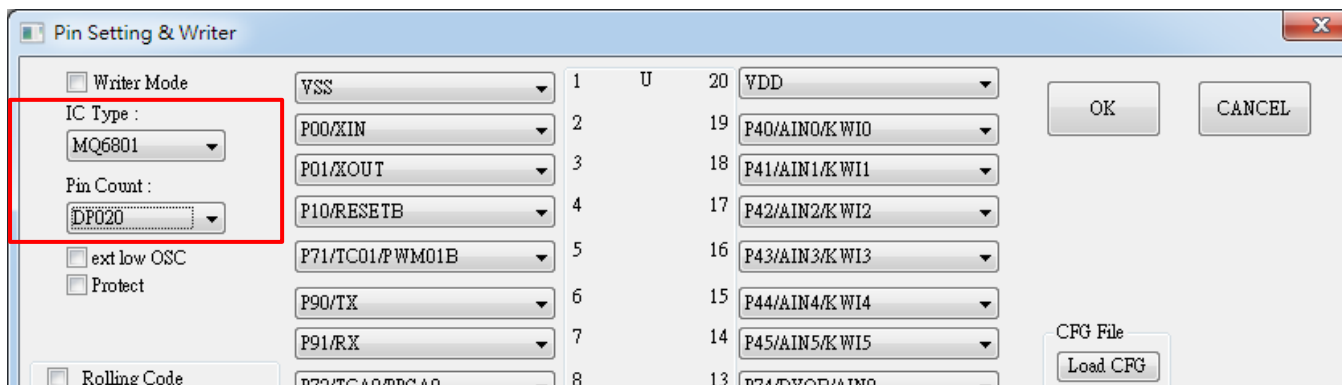 Pin Setting & Writer
Writer Mode
IC Type :
MQ6801
Pin Count :
DP020
ext low OSC
Protect
Rolling Code
VSS 1 U 20 VDD
P00/XIN 2 19 P40/AIN0/KWI0
P01/XOUT 3 18 P41/AIN1/KWI1
P10/RESETB 4 17 P42/AIN2/KWI2
P71/TC01/PWM01B 5 16 P43/AIN3/KWI3
P90/TX 6 15 P44/AIN4/KWI4
P91/RX 7 14 P45/AIN5/KWI5
8 13
OK CANCEL
CFG File
Load CFG